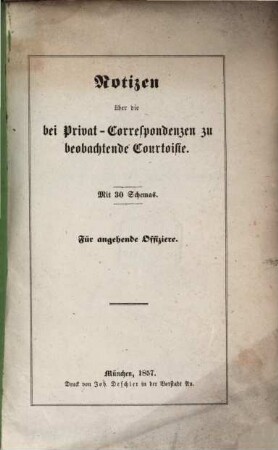 Notizen
über die
bei Privat-Correspondenzen zu
beobachtende Courtoisie.
Mit 30 Schemas.
Für angehende Offiziere.
München, 1857.
Druck von Joh. Deschler in der Vorstadt Au.